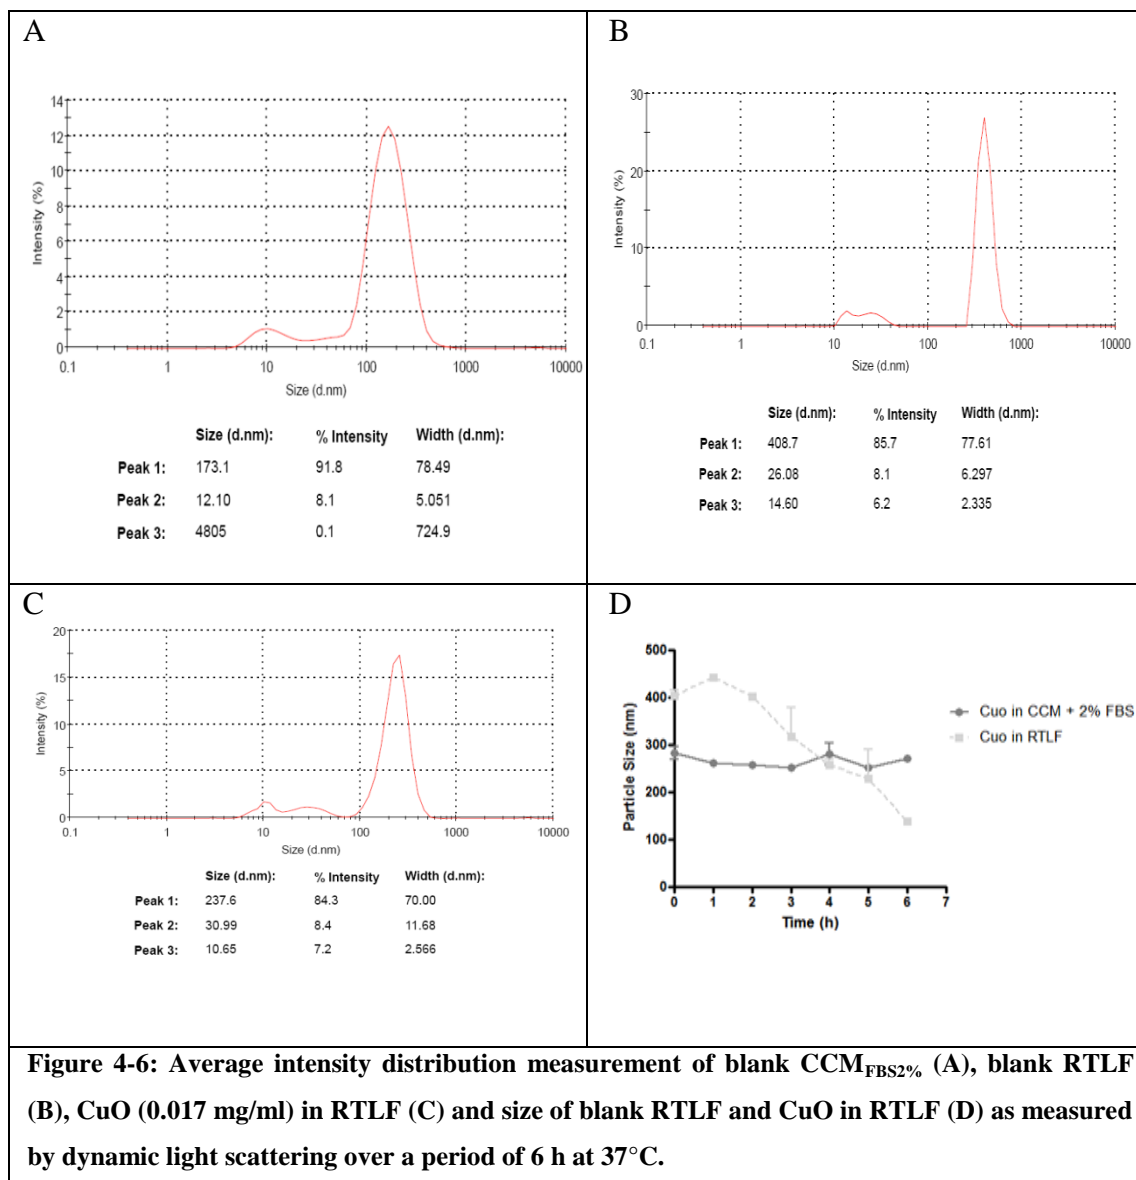 A
14
12
10
8
6
4
2
0
Intensity (%)
0.1 1 10 100 1000 10000
Size (d.nm)
Size (d.nm): % Intensity Width (d.nm):
Peak 1: 173.1 91.8 78.49
Peak 2: 12.10 8.1 5.051
Peak 3: 4805 0.1 724.9
B
30
20
10
0
Intensity (%)
0.1 1 10 100 1000 10000
Size (d.nm)
Size (d.nm): % Intensity Width (d.nm):
Peak 1: 408.7 85.7 77.61
Peak 2: 26.08 8.1 6.297
Peak 3: 14.60 6.2 2.335
C
20
15
10
5
0
Intensity (%)
0.1 1 10 100 1000 10000
Size (d.nm)
Size (d.nm): % Intensity Width (d.nm):
Peak 1: 237.6 84.3 70.00
Peak 2: 30.99 8.4 11.68
Peak 3: 10.65 7.2 2.566
D
500
400
300
200
100
0
Particle Size (nm)
0 1 2 3 4 5 6 7
Time (h)
Cuo in CCM + 2% FBS
Cuo in RTLF
Figure 4-6: Average intensity distribution measurement of blank CCMFBS2% (A), blank RTLF
(B), CuO (0.017 mg/ml) in RTLF (C) and size of blank RTLF and CuO in RTLF (D) as measured
by dynamic light scattering over a period of 6 h at 37°C.